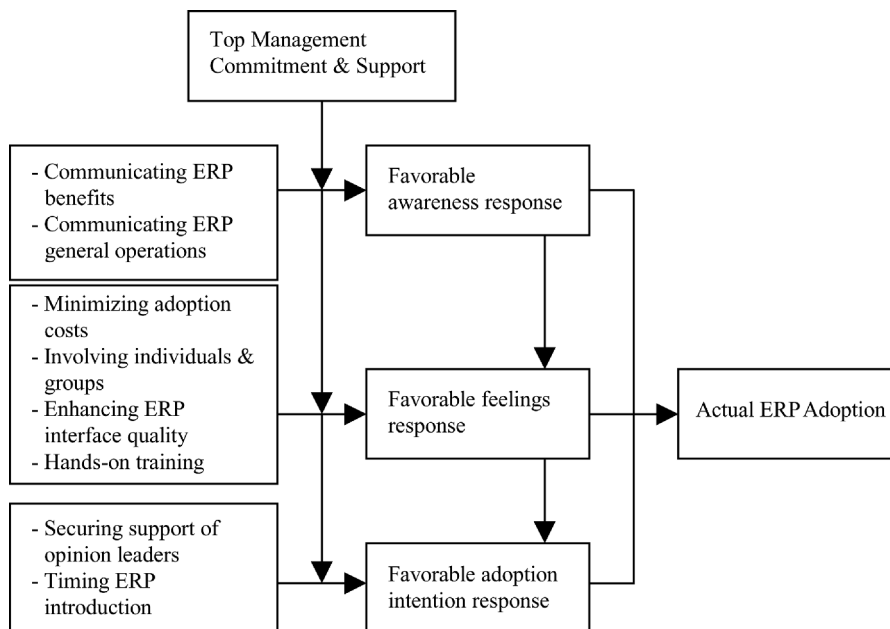 Top Management
Commitment & Support
- Communicating ERP
benefits
- Communicating ERP
general operations
Favorable
awareness response
- Minimizing adoption
costs
- Involving individuals &
groups
- Enhancing ERP
interface quality
- Hands-on training
Favorable feelings
response
Actual ERP Adoption
- Securing support of
opinion leaders
- Timing ERP
introduction
Favorable adoption
intention response